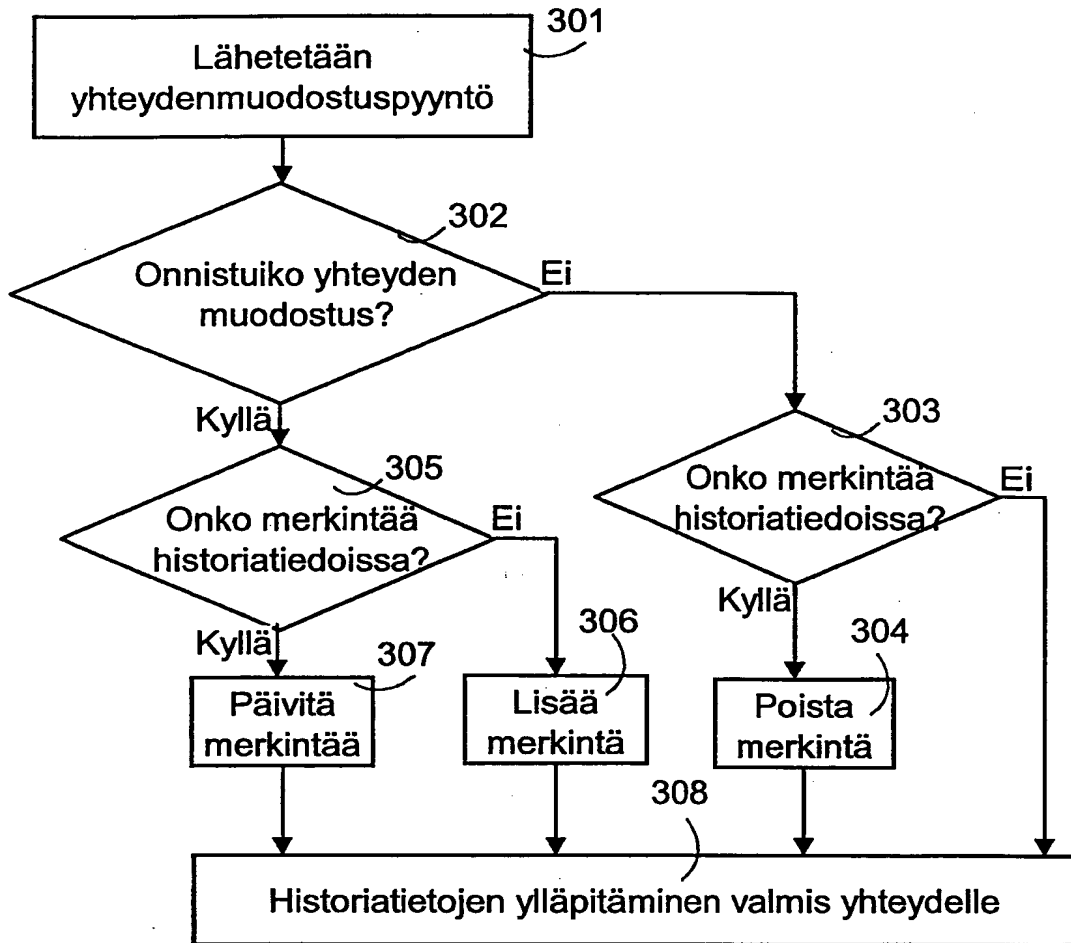 301
Lähetetään
yhteydenmuodostuspyyntö
302
Onnistuiko yhteyden
muodostus?
Ei
Kyllä
303
Onko merkintää
historiatiedoissa?
Ei
305
Onko merkintää
historiatiedoissa?
Ei
Kyllä
Kyllä
307
Päivitä
merkintää
306
Lisää
merkintä
304
Poista
merkintä
308
Historiatietojen ylläpitäminen valmis yhteydelle